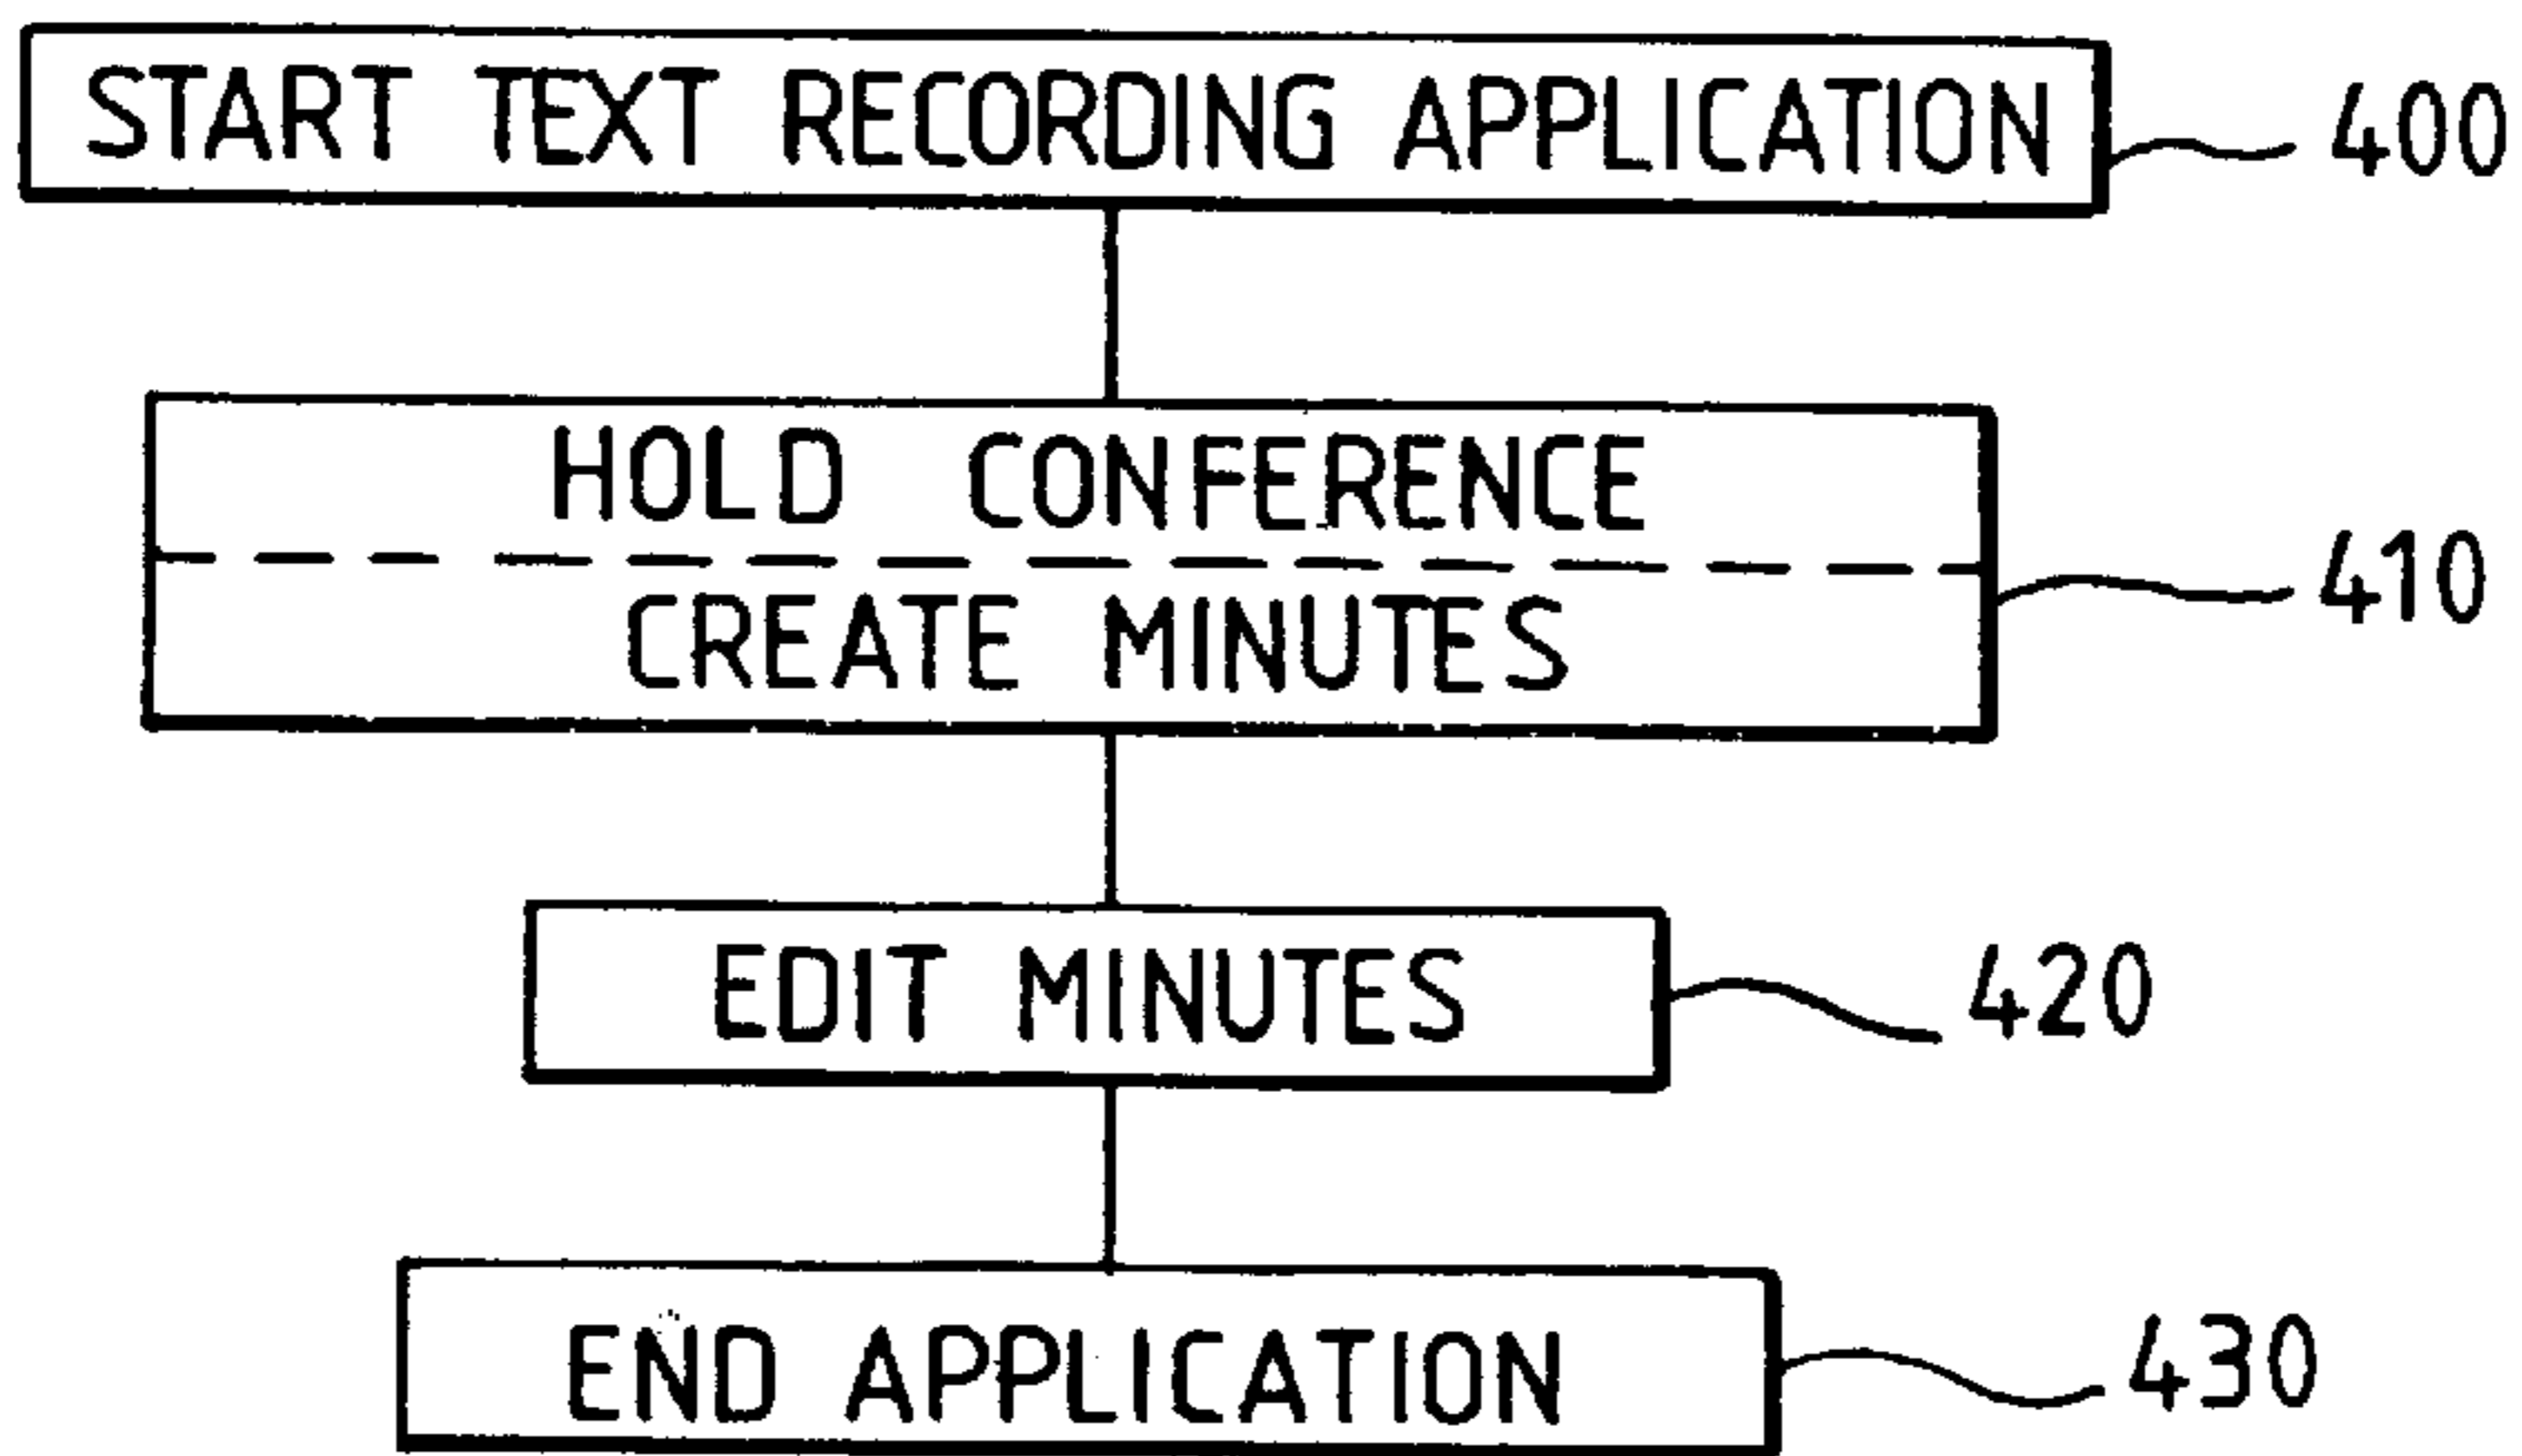 START TEXT RECORDING APPLICATION 400
HOLD CONFERENCE
CREATE MINUTES 410
EDIT MINUTES 420
END APPLICATION 430